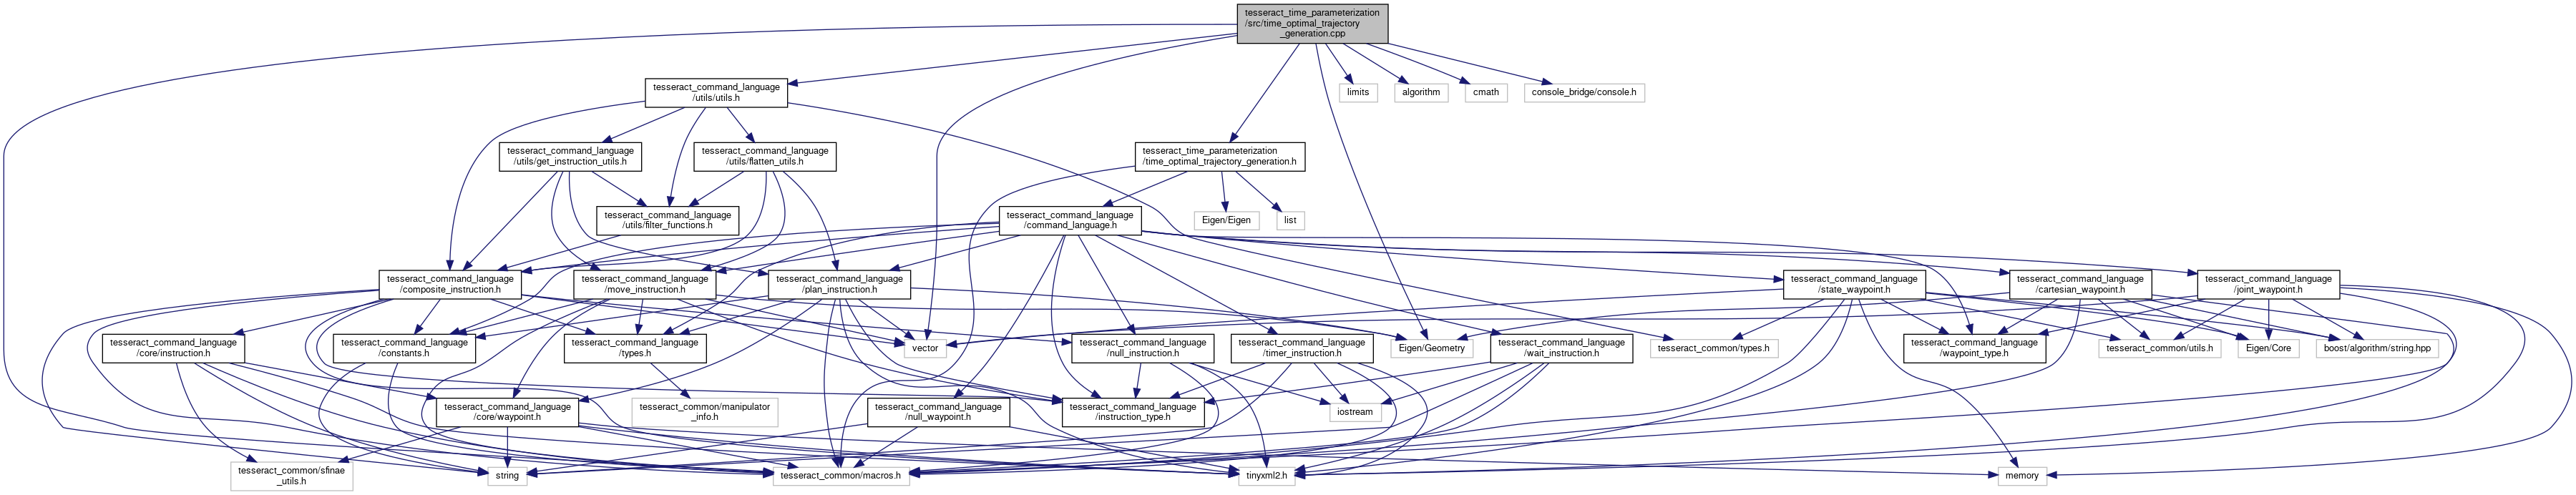 tesseract_time_parameterization
/src/time_optimal_trajectory
_generation.cpp
tesseract_command_language
/utils/utils.h
limits
algorithm
cmath
console_bridge/console.h
tesseract_command_language
/utils/get_instruction_utils.h
tesseract_command_language
/utils/flatten_utils.h
tesseract_time_parameterization
/time_optimal_trajectory_generation.h
tesseract_command_language
/utils/filter_functions.h
tesseract_command_language
/command_language.h
Eigen/Eigen
list
tesseract_command_language
/composite_instruction.h
tesseract_command_language
/move_instruction.h
tesseract_command_language
/plan_instruction.h
tesseract_command_language
/state_waypoint.h
tesseract_command_language
/cartesian_waypoint.h
tesseract_command_language
/joint_waypoint.h
tesseract_command_language
/core/instruction.h
tesseract_command_language
/constants.h
tesseract_command_language
/types.h
vector
tesseract_command_language
/null_instruction.h
tesseract_command_language
/timer_instruction.h
Eigen/Geometry
tesseract_command_language
/wait_instruction.h
tesseract_common/types.h
tesseract_command_language
/waypoint_type.h
tesseract_common/utils.h
Eigen/Core
boost/algorithm/string.hpp
tesseract_command_language
/core/waypoint.h
tesseract_common/manipulator
_info.h
tesseract_command_language
/null_waypoint.h
tesseract_command_language
/instruction_type.h
iostream
tesseract_common/sfinae
_utils.h
string
tesseract_common/macros.h
tinyxml2.h
memory